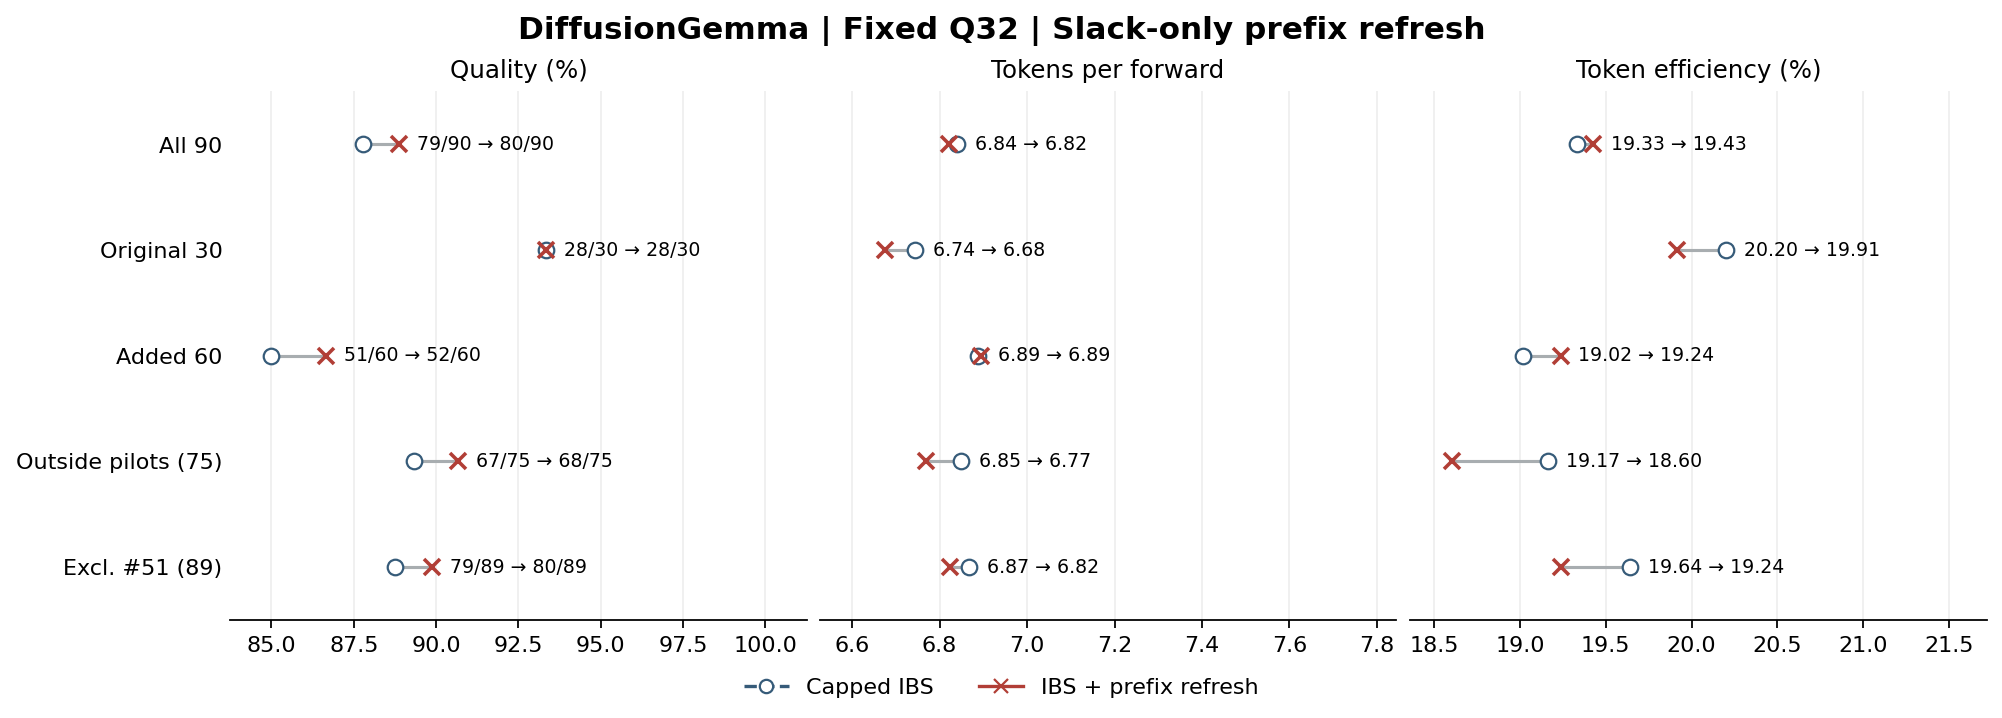 DiffusionGemma | Fixed Q32 | Slack-only prefix refresh
Quality (%)
Tokens per forward
Token efficiency (%)
All 90
79/90 → 80/90
6.84 → 6.82
19.33 → 19.43
Original 30
28/30 → 28/30
6.74 → 6.68
20.20 → 19.91
Added 60
51/60 → 52/60
6.89 → 6.89
19.02 → 19.24
Outside pilots (75)
67/75 → 68/75
6.85 → 6.77
19.17 → 18.60
Excl. #51 (89)
79/89 → 80/89
6.87 → 6.82
19.64 → 19.24
85.0 87.5 90.0 92.5 95.0 97.5 100.0
6.6 6.8 7.0 7.2 7.4 7.6 7.8
18.5 19.0 19.5 20.0 20.5 21.0 21.5
Capped IBS
IBS + prefix refresh